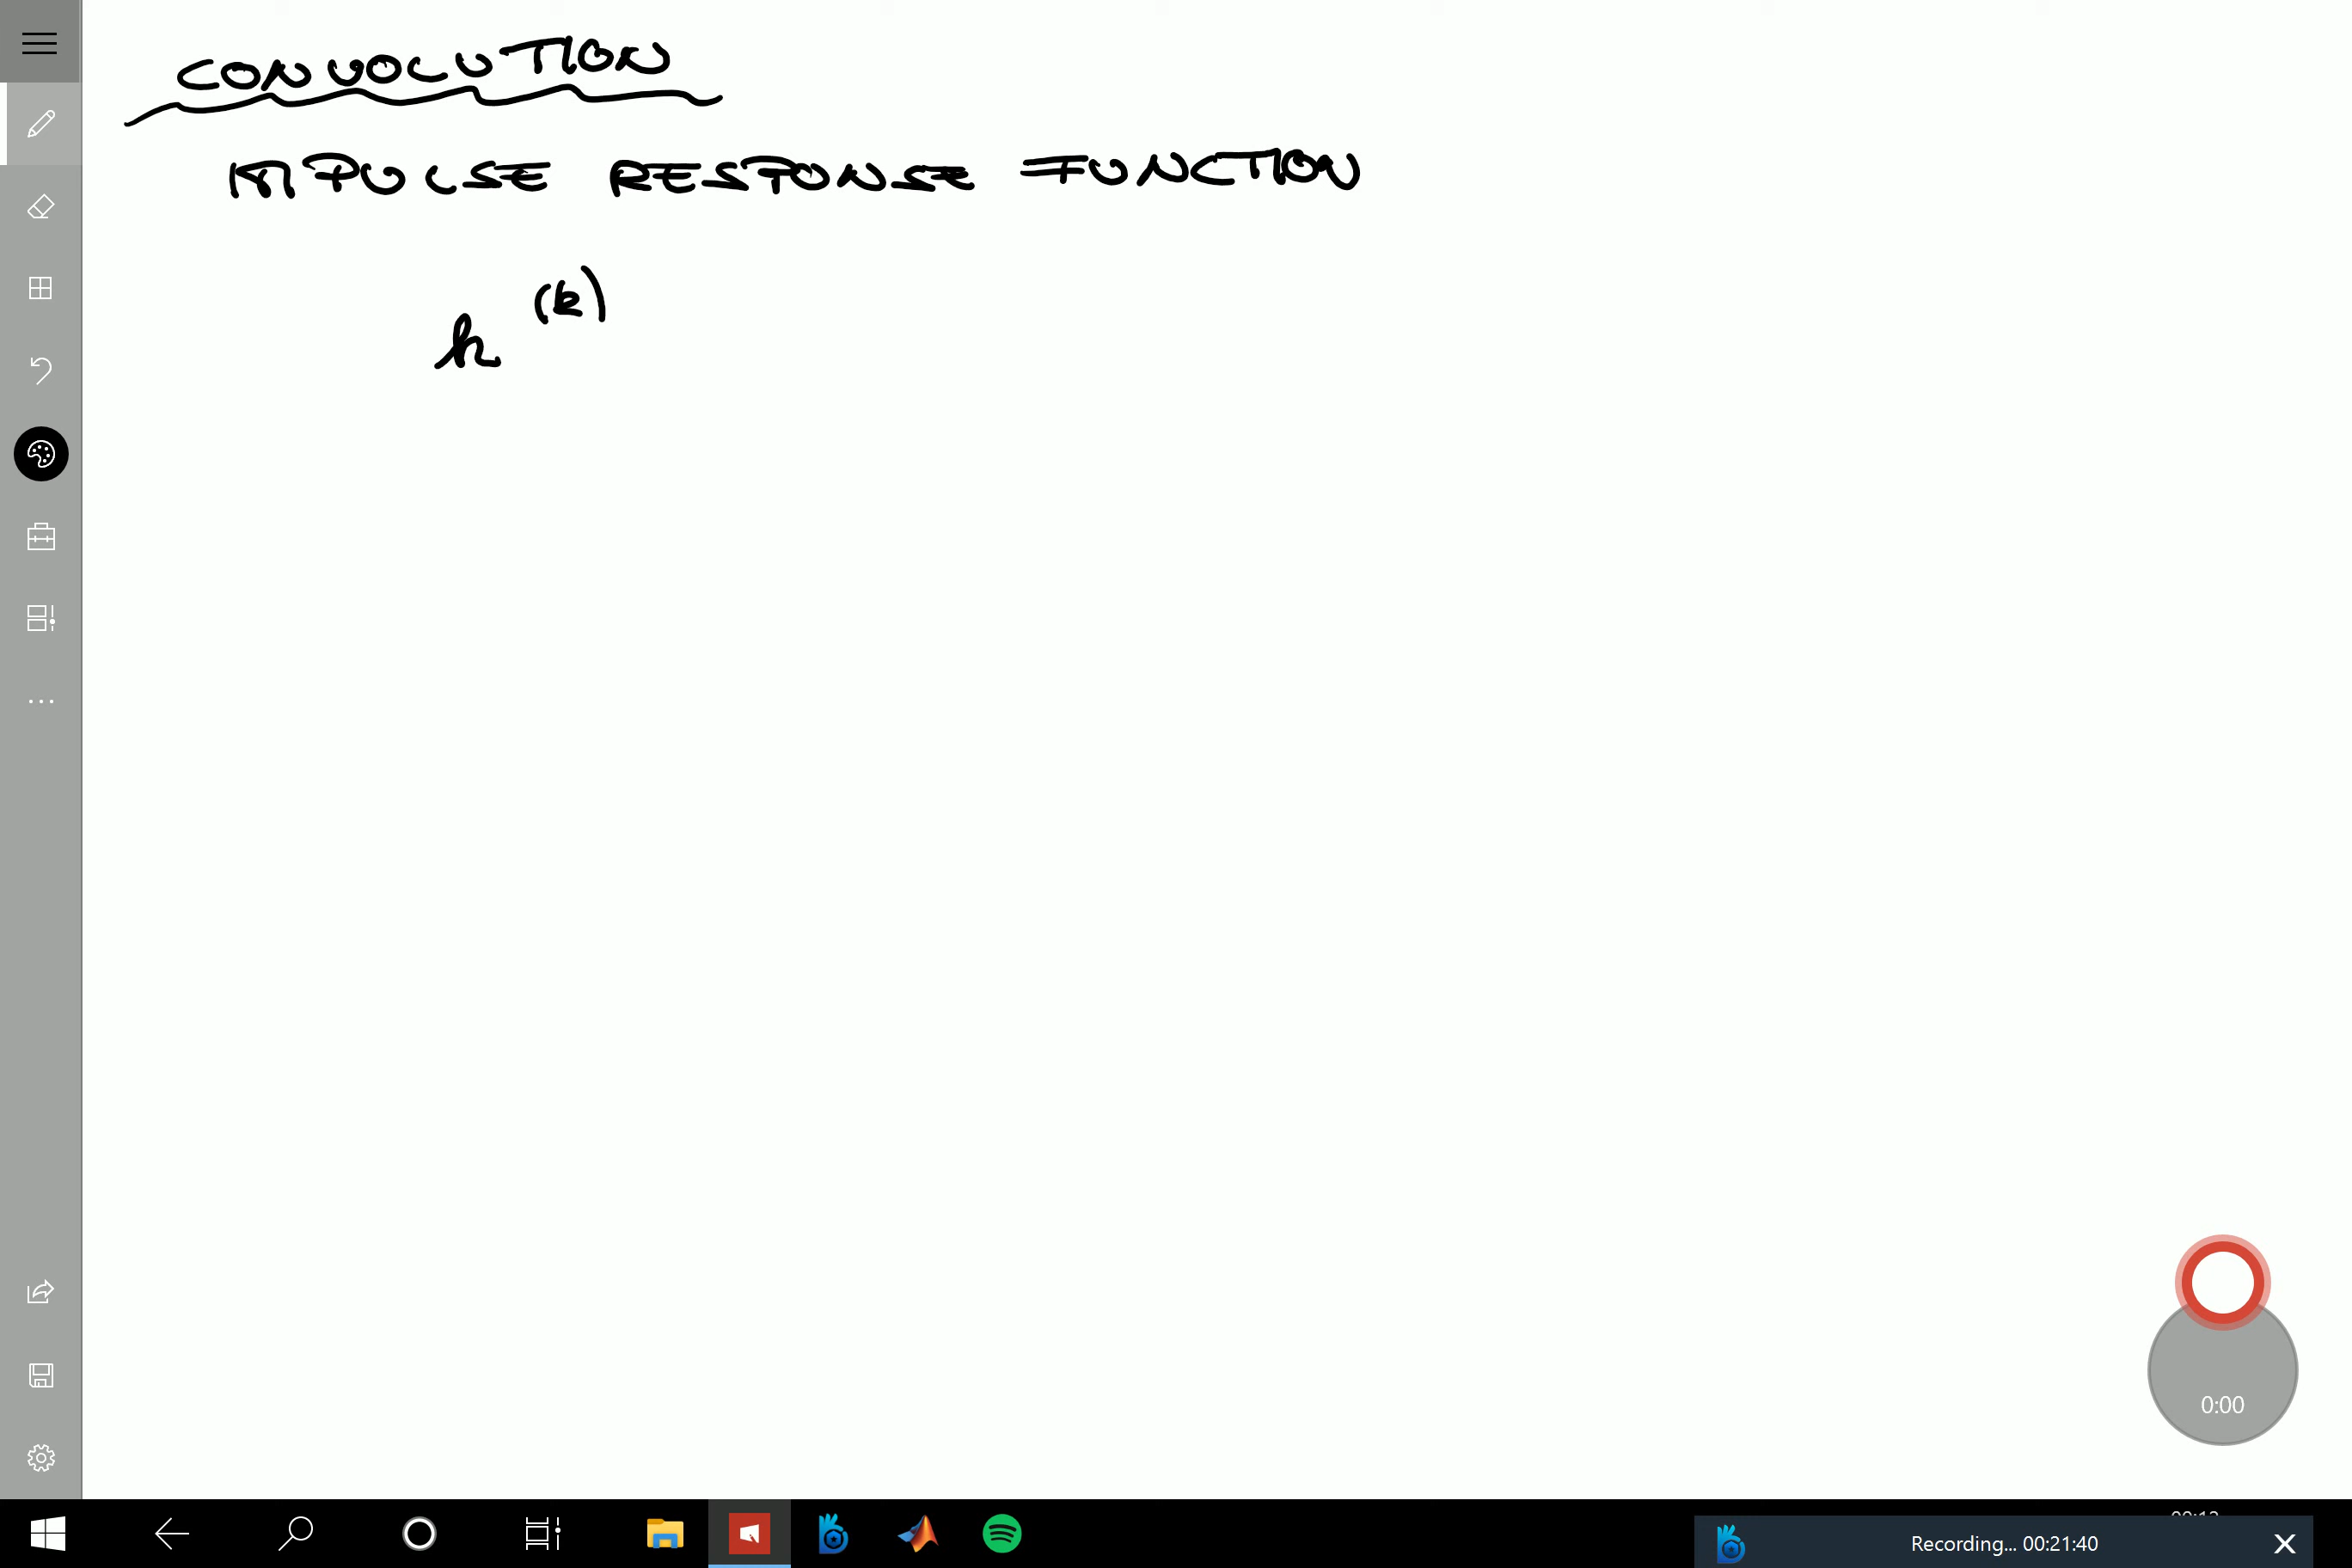 CONVOLUTION
IMPULSE RESPONSE FUNCTION
h(k)
0:00
Recording... 00:21:40